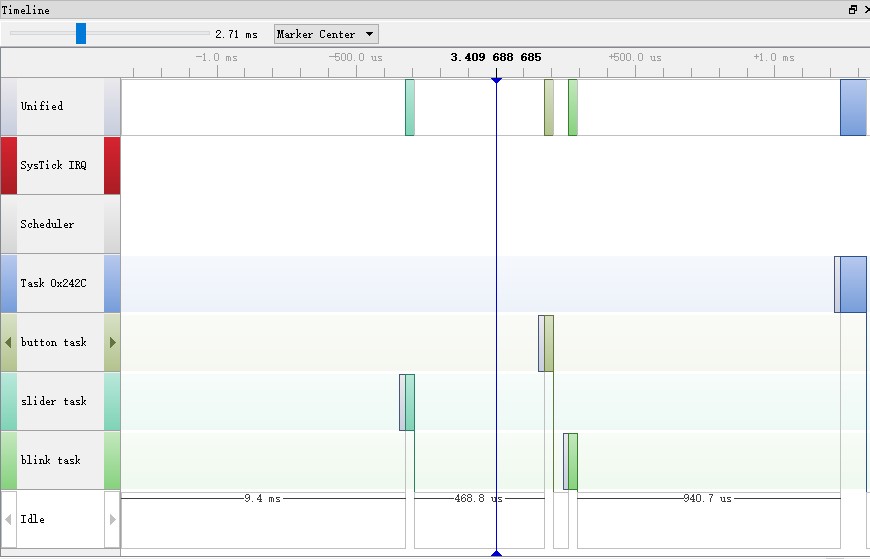 Timeline
2.71 ms
Marker Center
-1.0 ms
-500.0 us
3.409 688 685
+500.0 us
+1.0 ms
Unified
SysTick IRQ
Scheduler
Task 0x242C
button task
slider task
blink task
Idle
9.4 ms
468.8 us
940.7 us